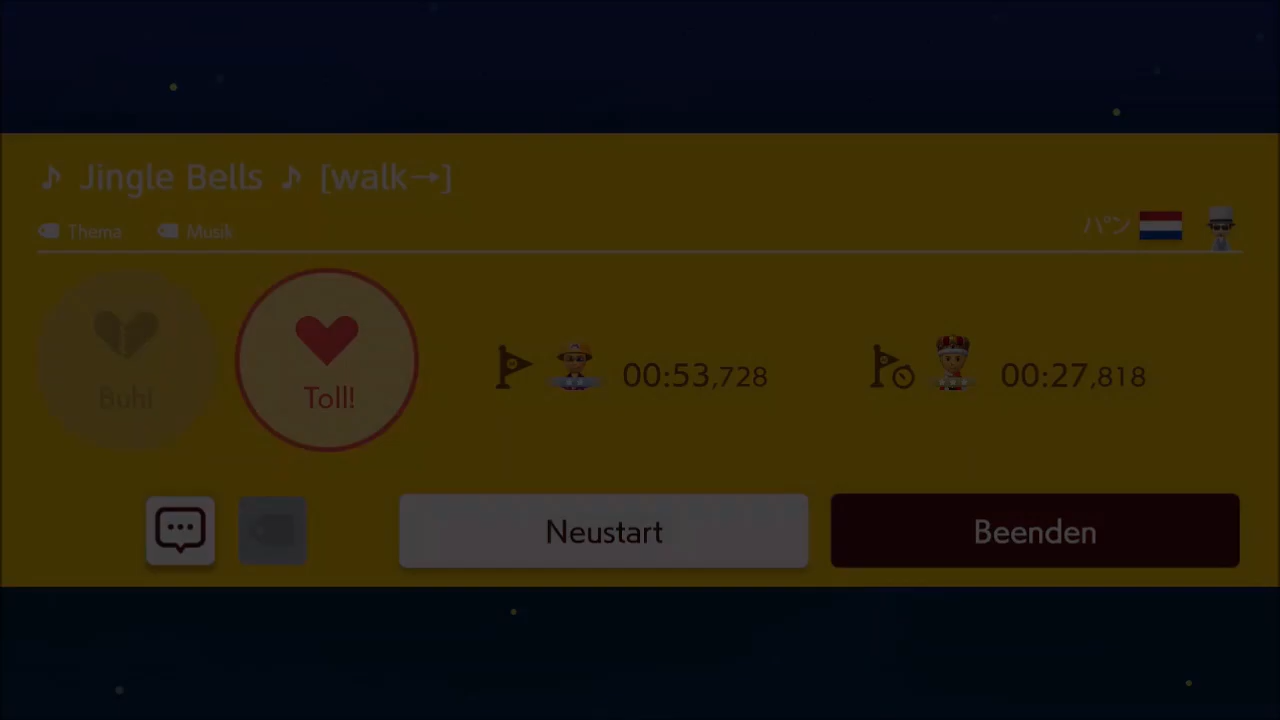 ♪ Jingle Bells ♪ [walk→]
Thema Musik
パン
Buh!
Toll!
00:53,728
00:27,818
Neustart
Beenden